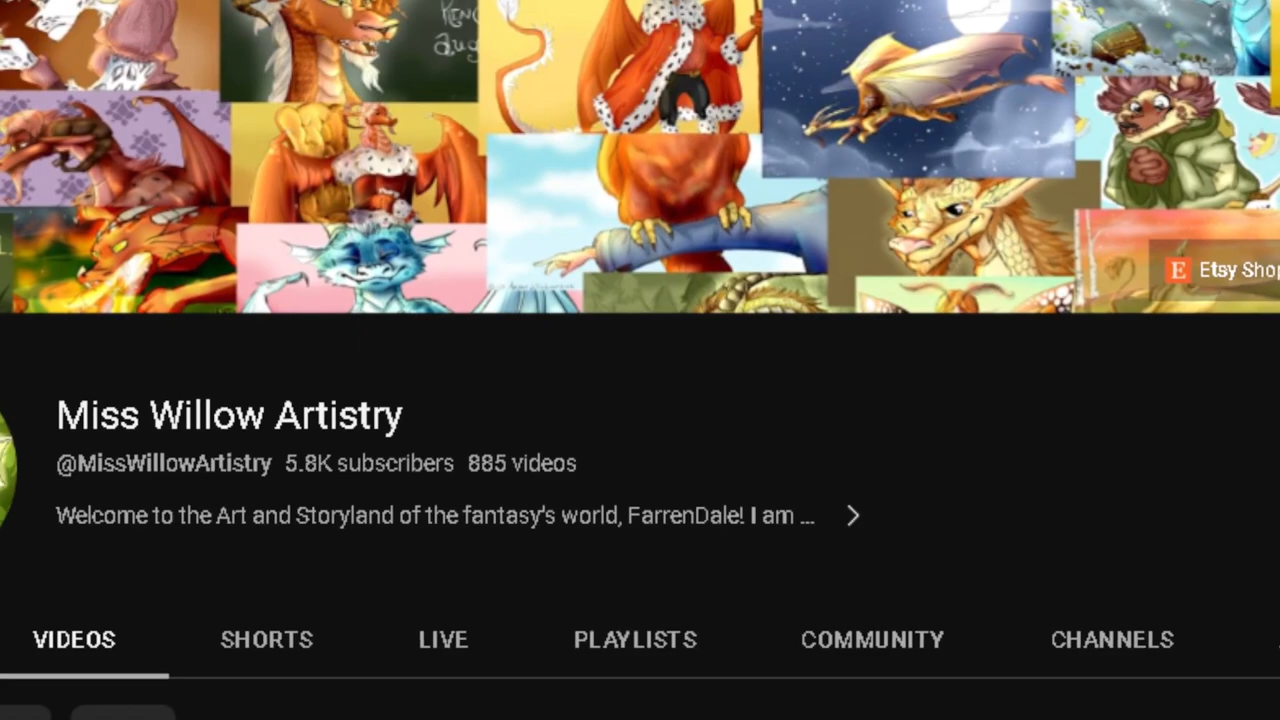 Etsy Shop
Miss Willow Artistry
@MissWillowArtistry 5.8K subscribers 885 videos
Welcome to the Art and Storyland of the fantasy's world, FarrenDale! I am ...
VIDEOS SHORTS LIVE PLAYLISTS COMMUNITY CHANNELS